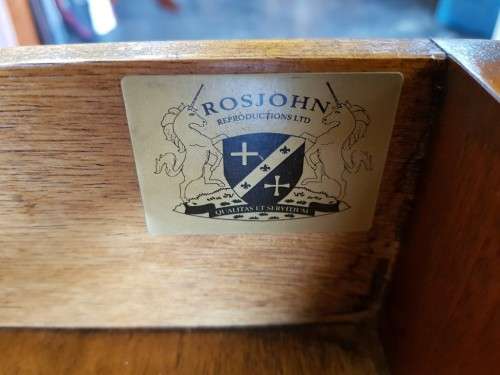 ROSJOHN
REPRODUCTIONS LTD
QUALITAS ET SERVITIUM